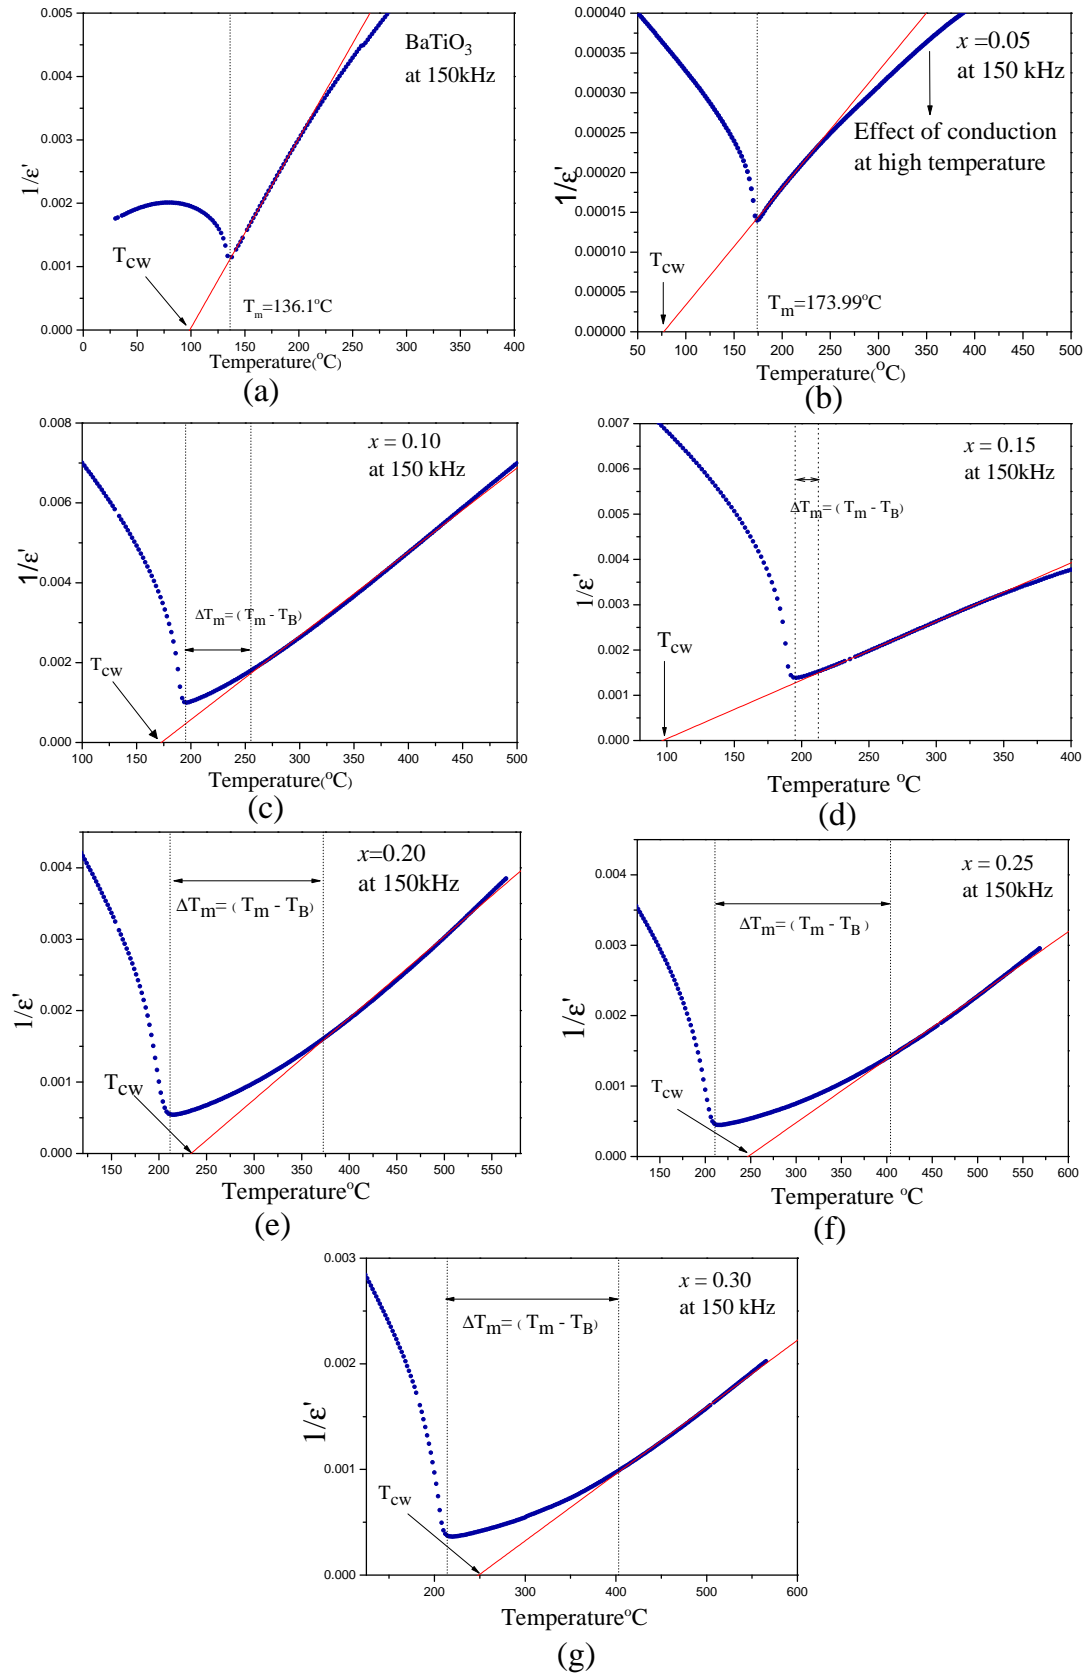 BaTiO3
at 150kHz
0.005
0.004
0.003
0.002
0.001
0.000
1/ε'
Tcw
Tm=136.1°C
0 50 100 150 200 250 300 350 400
Temperature(°C)
(a)
x =0.05
at 150 kHz
0.00040
0.00035
0.00030
0.00025
0.00020
0.00015
0.00010
0.00005
0.00000
1/ε'
Effect of conduction
at high temperature
Tcw
Tm=173.99°C
50 100 150 200 250 300 350 400 450 500
Temperature(°C)
(b)
x = 0.10
at 150 kHz
0.008
0.006
0.004
0.002
0.000
1/ε'
ΔTm= ( Tm - TB)
Tcw
100 150 200 250 300 350 400 450 500
Temperature(°C)
(c)
x = 0.15
at 150kHz
0.007
0.006
0.005
0.004
0.003
0.002
0.001
0.000
1/ε'
ΔTm= ( Tm - TB)
Tcw
100 150 200 250 300 350 400
Temperature °C
(d)
x=0.20
at 150kHz
0.004
0.003
0.002
0.001
0.000
1/ε'
ΔTm= ( Tm - TB)
Tcw
150 200 250 300 350 400 450 500 550
Temperature°C
(e)
x = 0.25
at 150kHz
0.004
0.003
0.002
0.001
0.000
1/ε'
ΔTm= ( Tm - TB)
Tcw
150 200 250 300 350 400 450 500 550 600
Temperature °C
(f)
x = 0.30
at 150 kHz
0.003
0.002
0.001
0.000
1/ε'
ΔTm= ( Tm - TB)
Tcw
200 300 400 500 600
Temperature°C
(g)